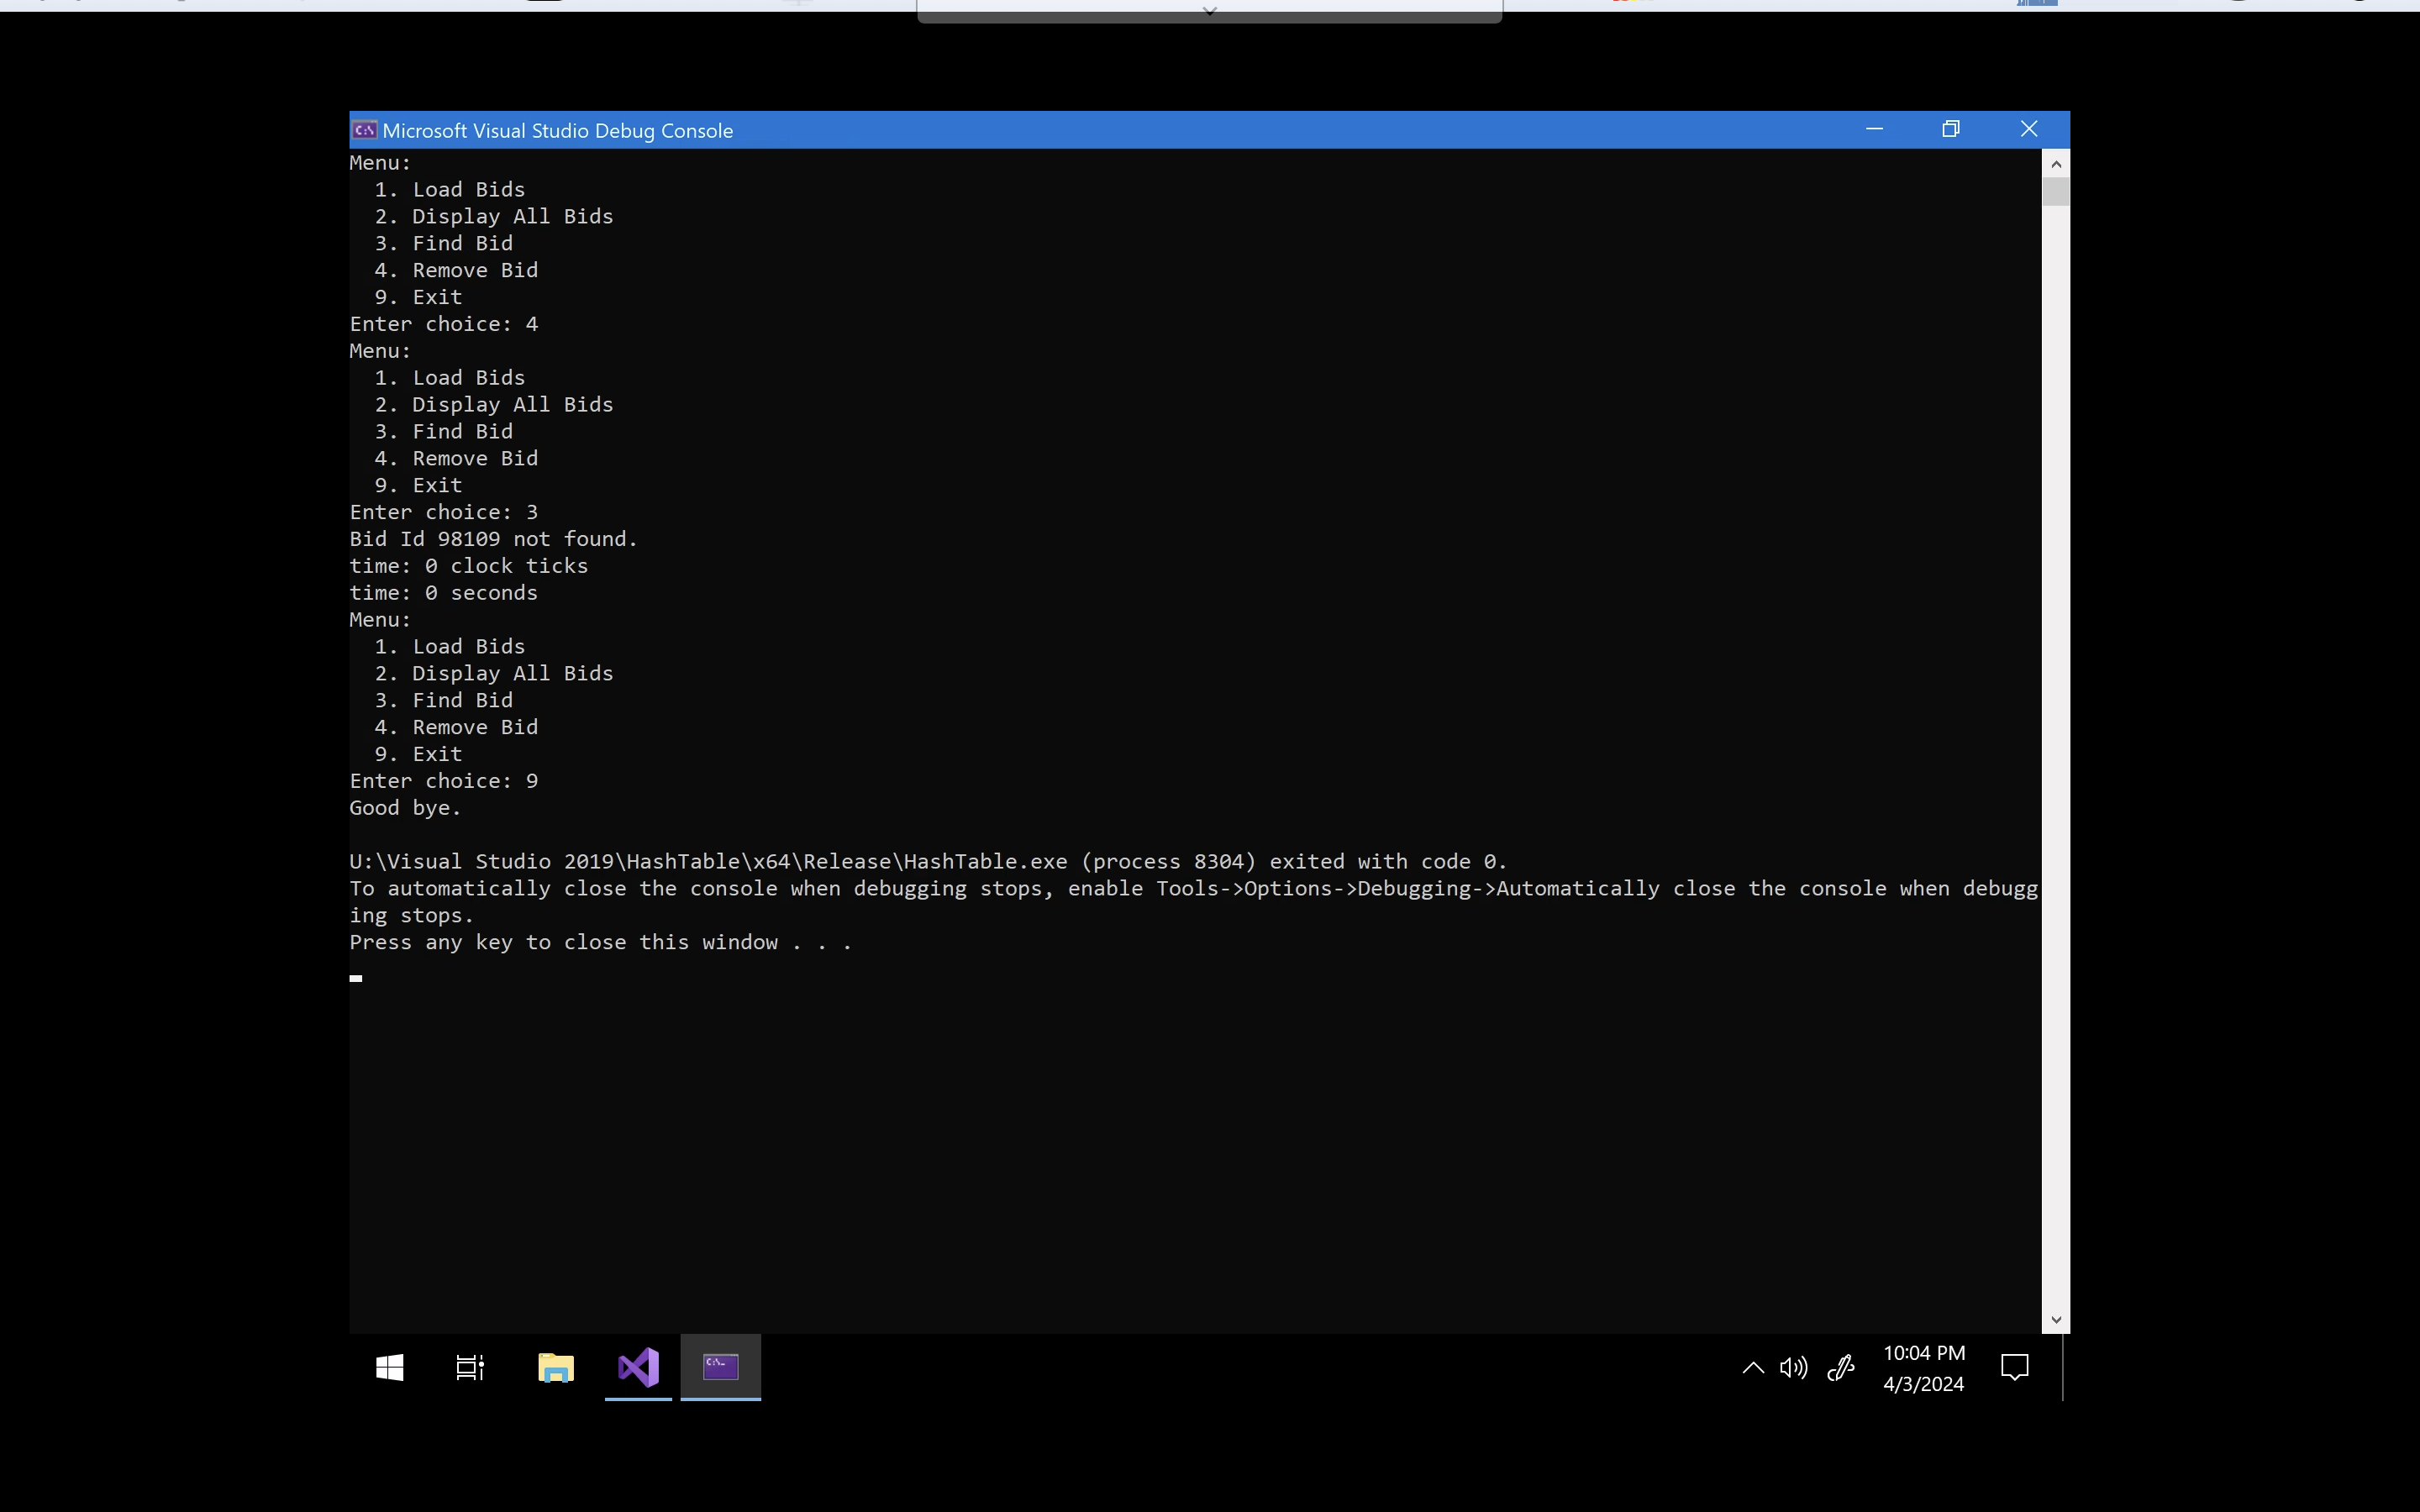 Microsoft Visual Studio Debug Console
Menu:
  1. Load Bids
  2. Display All Bids
  3. Find Bid
  4. Remove Bid
  9. Exit
Enter choice: 4
Menu:
  1. Load Bids
  2. Display All Bids
  3. Find Bid
  4. Remove Bid
  9. Exit
Enter choice: 3
Bid Id 98109 not found.
time: 0 clock ticks
time: 0 seconds
Menu:
  1. Load Bids
  2. Display All Bids
  3. Find Bid
  4. Remove Bid
  9. Exit
Enter choice: 9
Good bye.
U:\Visual Studio 2019\HashTable\x64\Release\HashTable.exe (process 8304) exited with code 0.
To automatically close the console when debugging stops, enable Tools->Options->Debugging->Automatically close the console when debugg
ing stops.
Press any key to close this window . . .
10:04 PM
4/3/2024